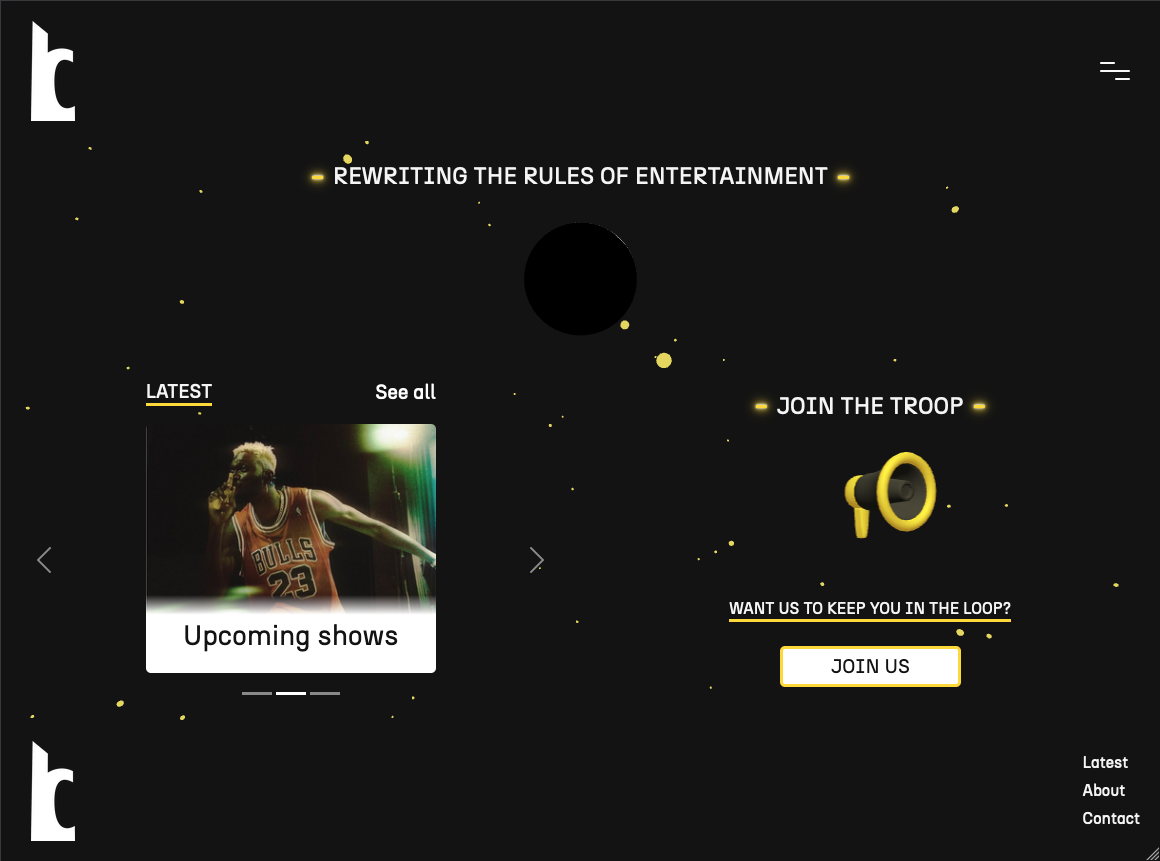 REWRITING THE RULES OF ENTERTAINMENT
LATEST
See all
BULLS
23
Upcoming shows
JOIN THE TROOP
WANT US TO KEEP YOU IN THE LOOP?
JOIN US
Latest
About
Contact